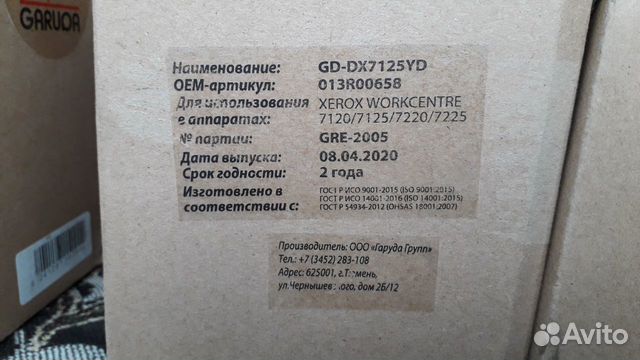 GARUDA
Наименование: GD-DX7125YD
OEM-артикул: 013R00658
Для использования XEROX WORKCENTRE
в аппаратах: 7120/7125/7220/7225
№ партии: GRE-2005
Дата выпуска: 08.04.2020
Срок годности: 2 года
Изготовлено в ГОСТ Р ИСО 9001-2015 (ISO 9001:2015)
ГОСТ Р ИСО 14001-2016 (ISO 14001:2015)
соответствии с: ГОСТ Р 54934-2012 (OHSAS 18001:2007)
Производитель: ООО «Гаруда Групп»
Тел.: +7 (3452) 283-108
Адрес: 625001, г.Тюмень,
ул.Чернышевского, дом 2Б/12
Avito